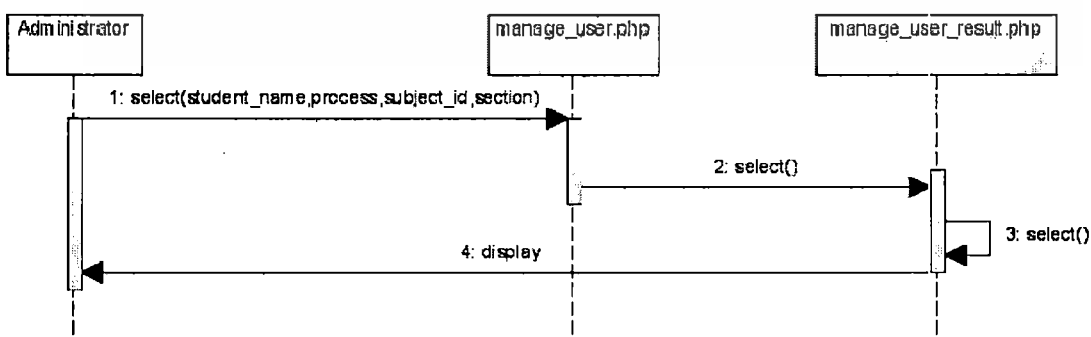 Administrator
manage_user.php
manage_user_result.php
1: select(student_name,process,subject_id,section)
2: select()
3: select()
4: display